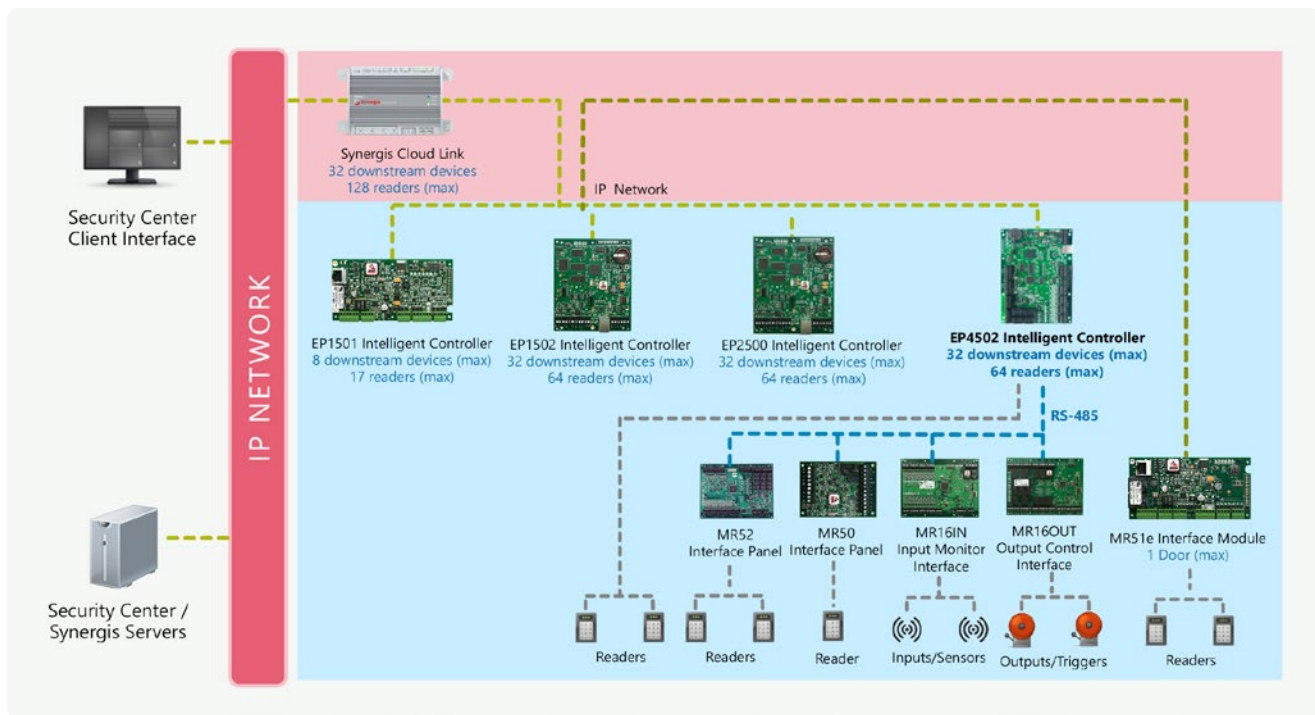 Synergis Cloud Link
32 downstream devices
128 readers (max)
IP Network
Security Center
Client Interface
IP NETWORK
EP1501 Intelligent Controller
8 downstream devices (max)
17 readers (max)
EP1502 Intelligent Controller
32 downstream devices (max)
64 readers (max)
EP2500 Intelligent Controller
32 downstream devices (max)
64 readers (max)
EP4502 Intelligent Controller
32 downstream devices (max)
64 readers (max)
RS-485
MR52
Interface Panel
MR50
Interface Panel
MR16IN
Input Monitor
Interface
MR16OUT
Output Control
Interface
MR51e Interface Module
1 Door (max)
Security Center /
Synergis Servers
Readers
Readers
Reader
Inputs/Sensors
Outputs/Triggers
Readers